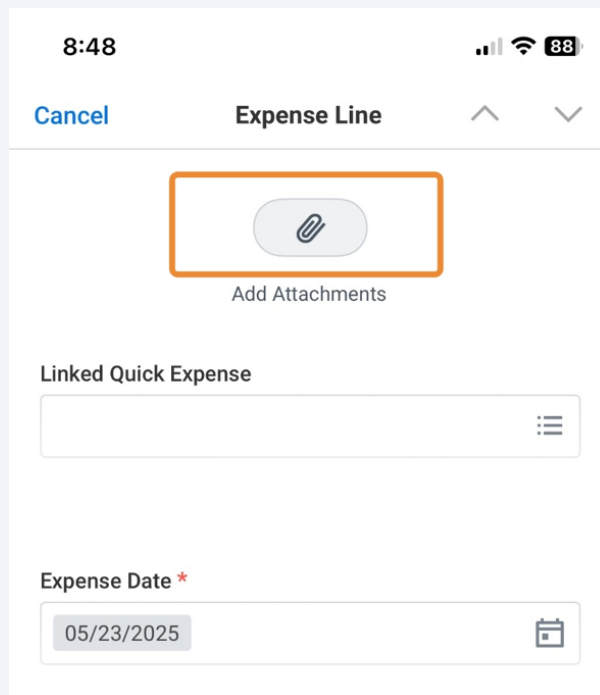 8:48
88
Cancel Expense Line
Add Attachments
Linked Quick Expense
Expense Date *
05/23/2025